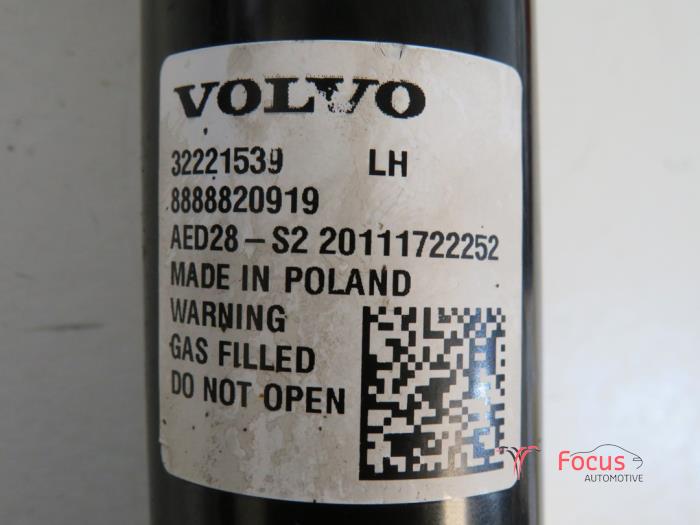 VOLVO
32221539 LH
8888820919
AED28-S2 20111722252
MADE IN POLAND
WARNING
GAS FILLED
DO NOT OPEN
Focus
AUTOMOTIVE